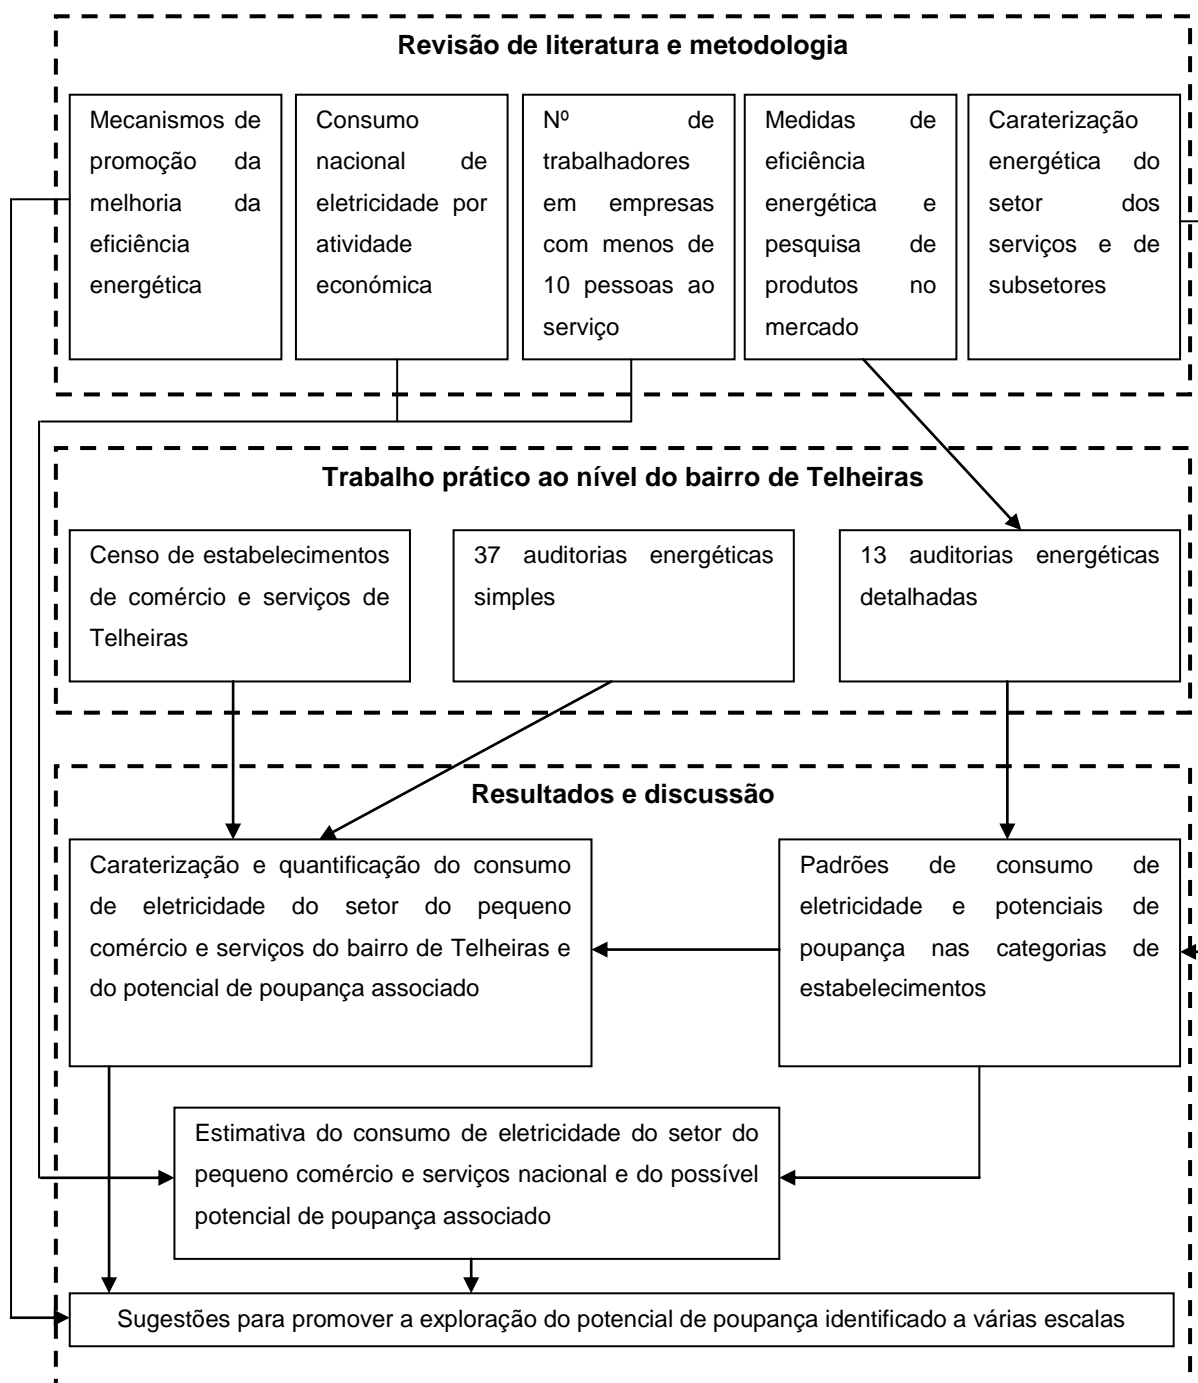 Revisão de literatura e metodologia
Mecanismos de
promoção da
melhoria da
eficiência
energética
Consumo
nacional de
eletricidade por
atividade
económica
Nº de
trabalhadores
em empresas
com menos de
10 pessoas ao
serviço
Medidas de
eficiência
energética e
pesquisa de
produtos no
mercado
Caraterização
energética do
setor dos
serviços e de
subsetores
Trabalho prático ao nível do bairro de Telheiras
Censo de estabelecimentos
de comércio e serviços de
Telheiras
37 auditorias energéticas
simples
13 auditorias energéticas
detalhadas
Resultados e discussão
Caraterização e quantificação do consumo
de eletricidade do setor do pequeno
comércio e serviços do bairro de Telheiras e
do potencial de poupança associado
Padrões de consumo de
eletricidade e potenciais de
poupança nas categorias de
estabelecimentos
Estimativa do consumo de eletricidade do setor do
pequeno comércio e serviços nacional e do possível
potencial de poupança associado
Sugestões para promover a exploração do potencial de poupança identificado a várias escalas